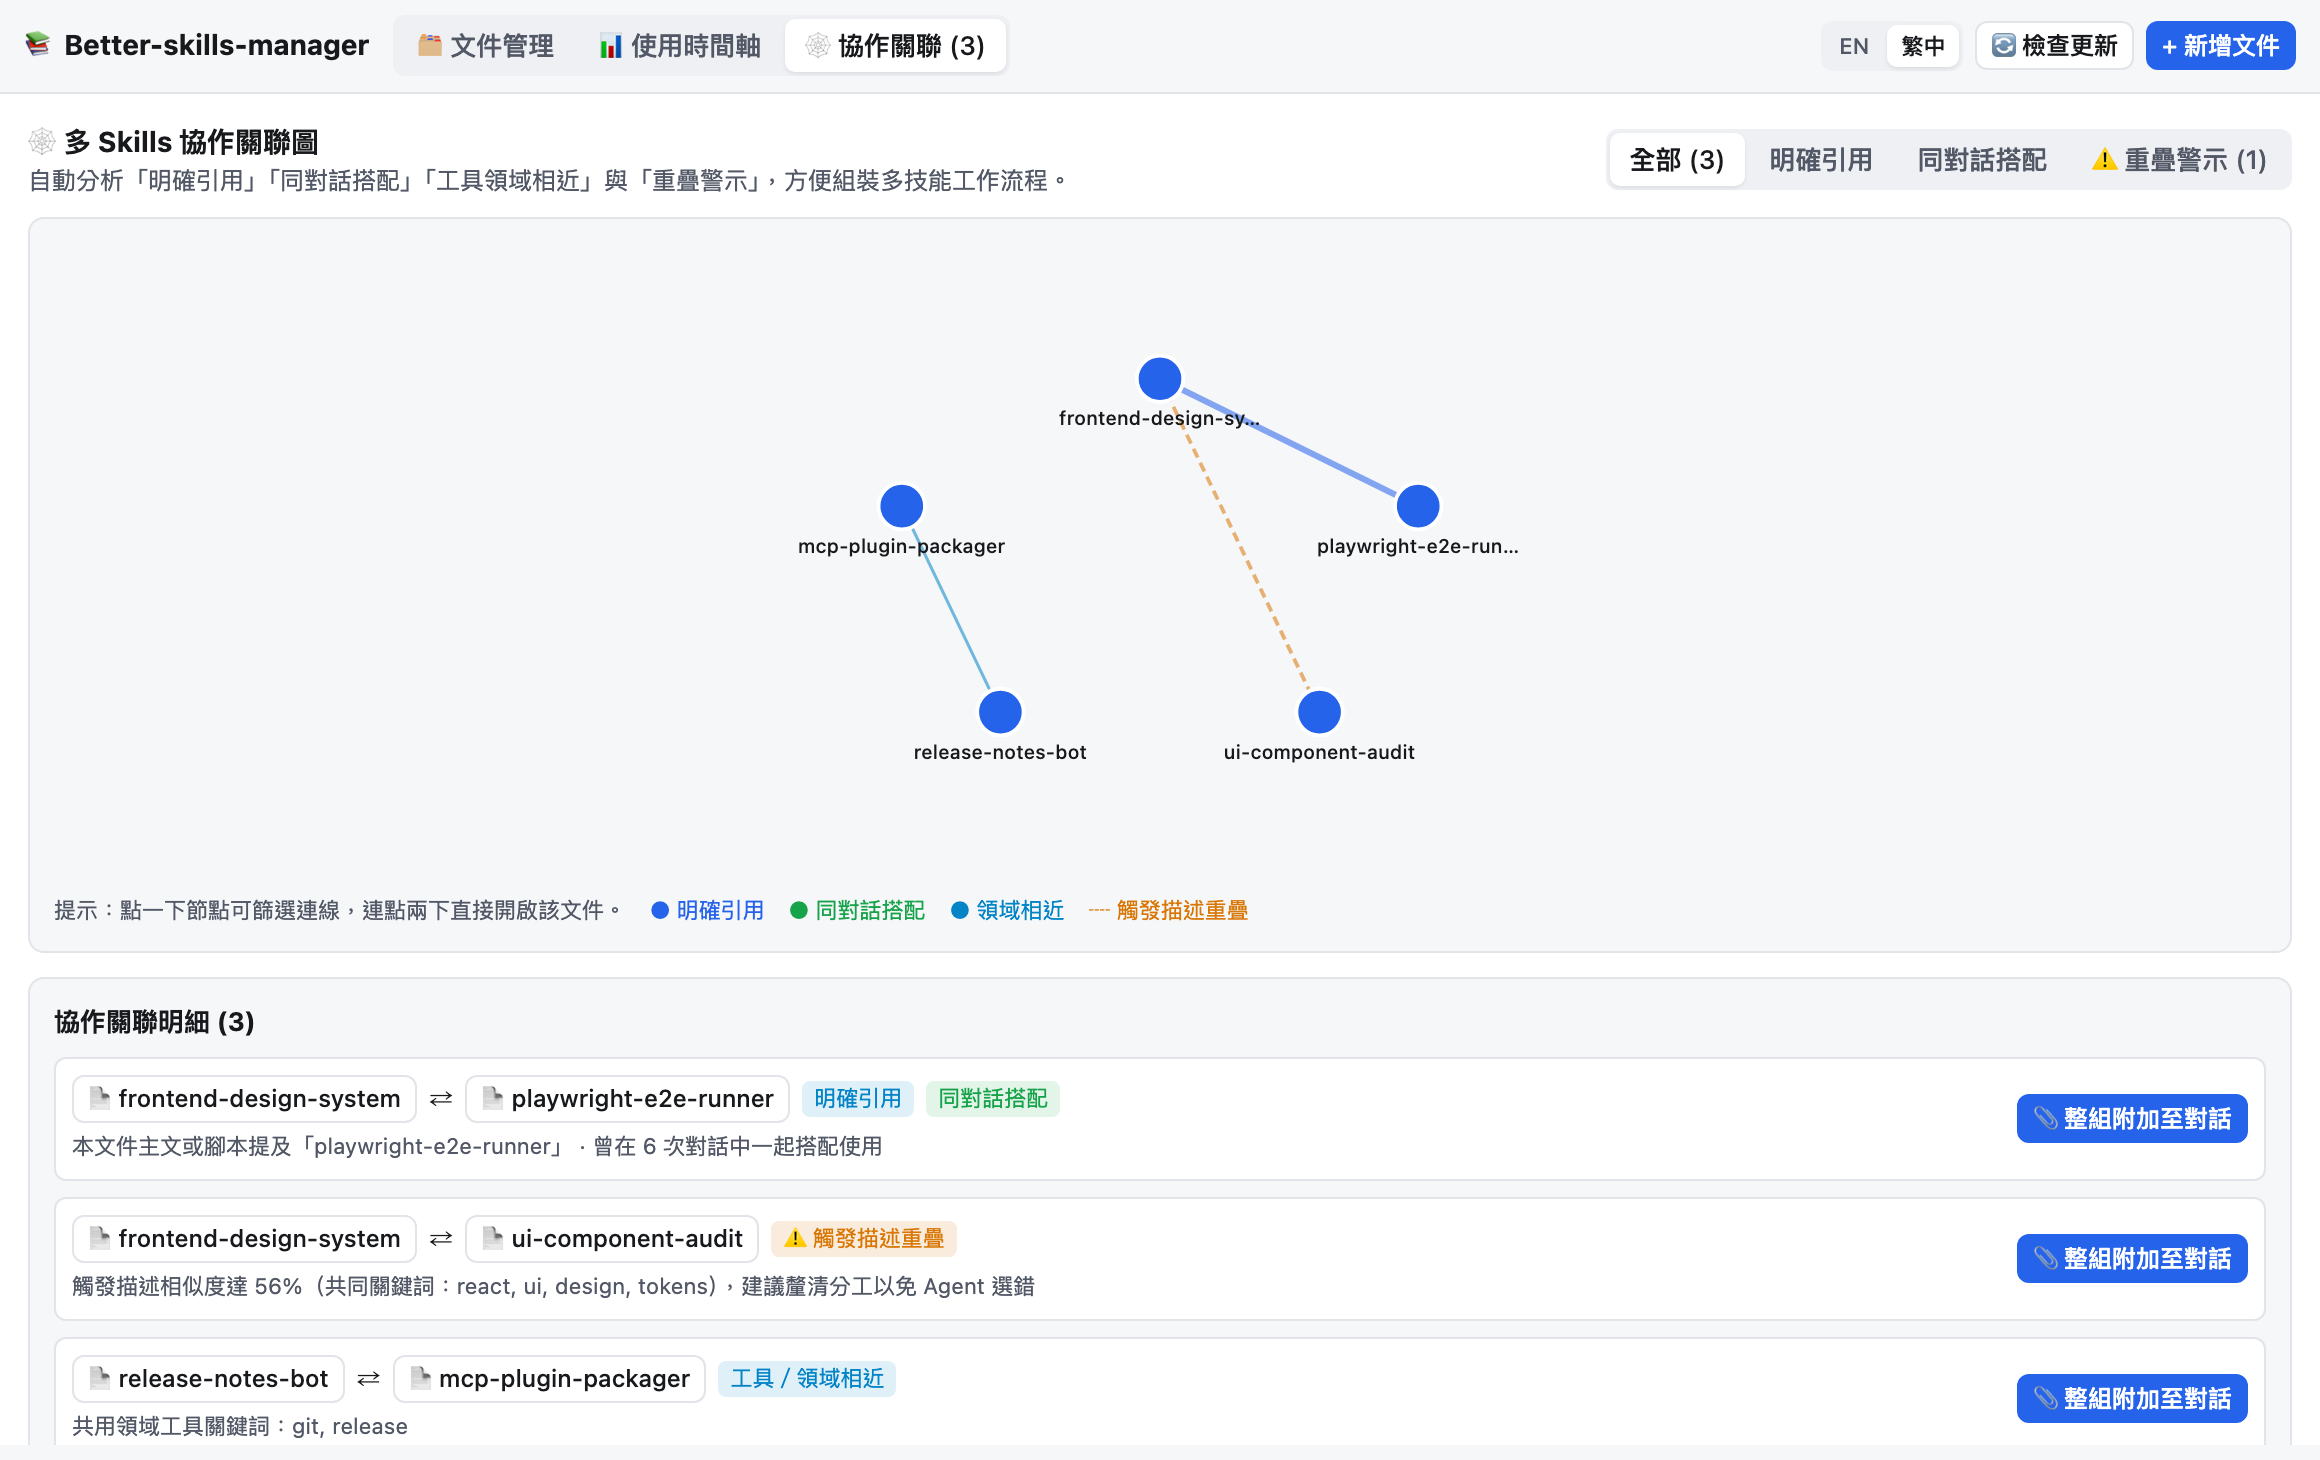 Better-skills-manager
文件管理
使用時間軸
協作關聯 (3)
EN
繁中
檢查更新
+ 新增文件
多 Skills 協作關聯圖
自動分析「明確引用」「同對話搭配」「工具領域相近」與「重疊警示」，方便組裝多技能工作流程。
全部 (3)
明確引用
同對話搭配
重疊警示 (1)
frontend-design-sy...
mcp-plugin-packager
playwright-e2e-run...
release-notes-bot
ui-component-audit
提示：點一下節點可篩選連線，連點兩下直接開啟該文件。
明確引用
同對話搭配
領域相近
觸發描述重疊
協作關聯明細 (3)
frontend-design-system ⇄ playwright-e2e-runner 明確引用 同對話搭配
本文件主文或腳本提及「playwright-e2e-runner」 · 曾在 6 次對話中一起搭配使用
整組附加至對話
frontend-design-system ⇄ ui-component-audit 觸發描述重疊
觸發描述相似度達 56%（共同關鍵詞：react, ui, design, tokens），建議釐清分工以免 Agent 選錯
整組附加至對話
release-notes-bot ⇄ mcp-plugin-packager 工具 / 領域相近
共用領域工具關鍵詞：git, release
整組附加至對話